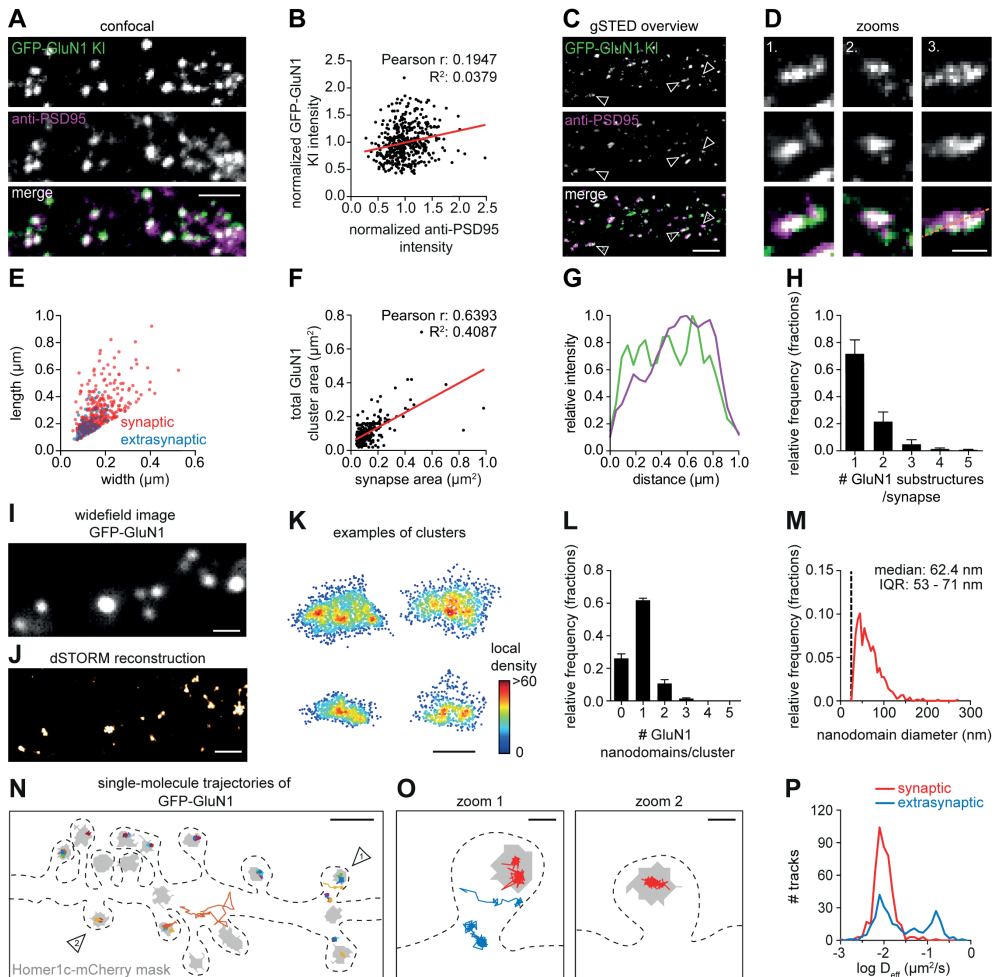 A
confocal
GFP-GluN1 KI
anti-PSD95
merge
B
Pearson r: 0.1947
R²: 0.0379
normalized GFP-GluN1
KI intensity
2.5
2.0
1.5
1.0
0.5
0.0
0.0 0.5 1.0 1.5 2.0 2.5
normalized anti-PSD95
intensity
C
gSTED overview
GFP-GluN1 KI
anti-PSD95
merge
D
zooms
1. 2. 3.
E
length (µm)
1.0
0.8
0.6
0.4
0.2
0.0
synaptic
extrasynaptic
0.0 0.2 0.4 0.6
width (µm)
F
Pearson r: 0.6393
R²: 0.4087
total GluN1
cluster area (µm²)
1.0
0.8
0.6
0.4
0.2
0.0
0.0 0.2 0.4 0.6 0.8 1.0
synapse area (µm²)
G
relative intensity
1.0
0.8
0.6
0.4
0.2
0.0
0.0 0.2 0.4 0.6 0.8 1.0
distance (µm)
H
relative frequency (fractions)
1.0
0.8
0.6
0.4
0.2
0.0
1 2 3 4 5
# GluN1 substructures
/synapse
I
widefield image
GFP-GluN1
J
dSTORM reconstruction
K
examples of clusters
local
density
>60
0
L
relative frequency (fractions)
0.8
0.6
0.4
0.2
0.0
0 1 2 3 4 5
# GluN1
nanodomains/cluster
M
median: 62.4 nm
IQR: 53 - 71 nm
relative frequency (fractions)
0.15
0.10
0.05
0.00
0 100 200 300
nanodomain diameter (nm)
N
single-molecule trajectories of
GFP-GluN1
1
2
Homer1c-mCherry mask
O
zoom 1
zoom 2
P
synaptic
extrasynaptic
# tracks
120
90
60
30
0
-3 -2 -1 0
log D_eff (µm²/s)